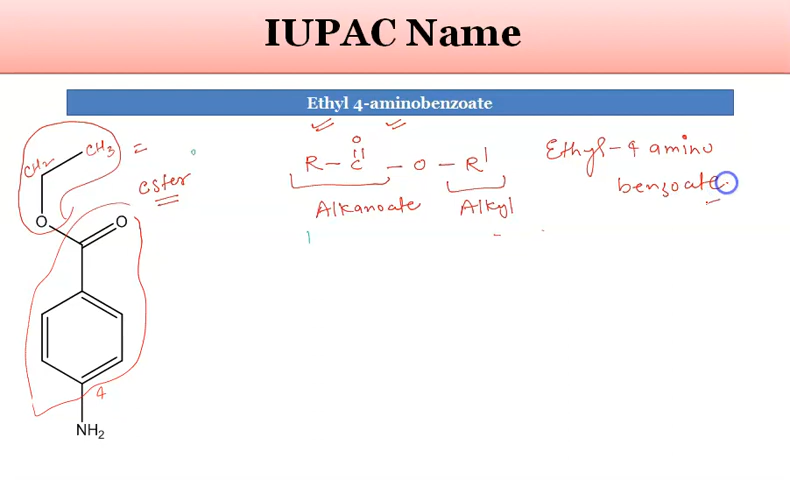 IUPAC Name
Ethyl 4-aminobenzoate
CH2 CH3 =
ester
O
O
4
NH2
O
R - C - O - R'
Alkanoate Alkyl
Ethyl-4 amino
benzoate